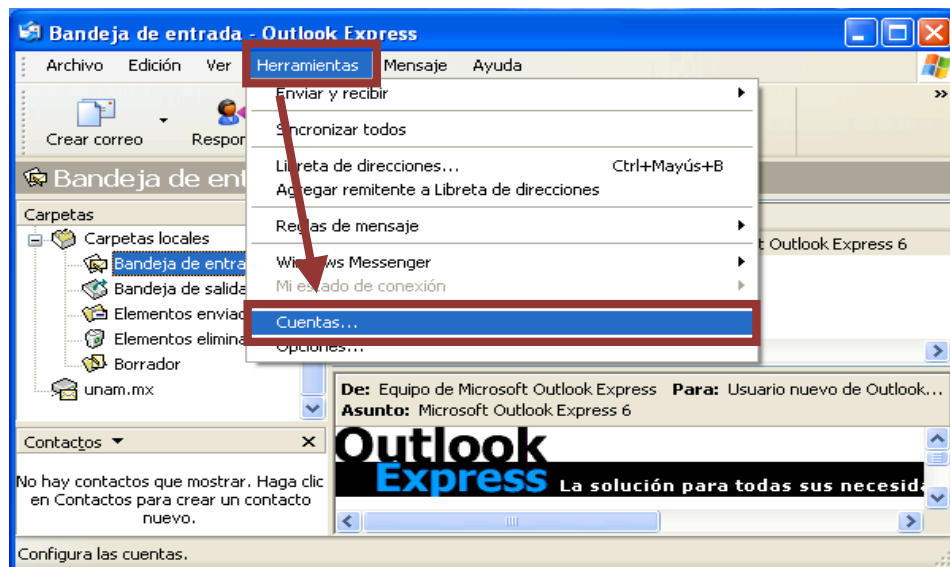 Bandeja de entrada - Outlook Express
Archivo Edición Ver Herramientas Mensaje Ayuda
Crear correo Respon
Bandeja de ent
Enviar y recibir
Sincronizar todos
Libreta de direcciones... Ctrl+Mayús+B
Agregar remitente a Libreta de direcciones
Reglas de mensaje
Windows Messenger
Mi estado de conexión
Cuentas...
Opciones...
Carpetas
Carpetas locales
Bandeja de entra
Bandeja de salida
Elementos enviad
Elementos elimina
Borrador
unam.mx
t Outlook Express 6
De: Equipo de Microsoft Outlook Express Para: Usuario nuevo de Outlook...
Asunto: Microsoft Outlook Express 6
Outlook
Express La solución para todas sus necesida
Contactos
No hay contactos que mostrar. Haga clic
en Contactos para crear un contacto
nuevo.
Configura las cuentas.